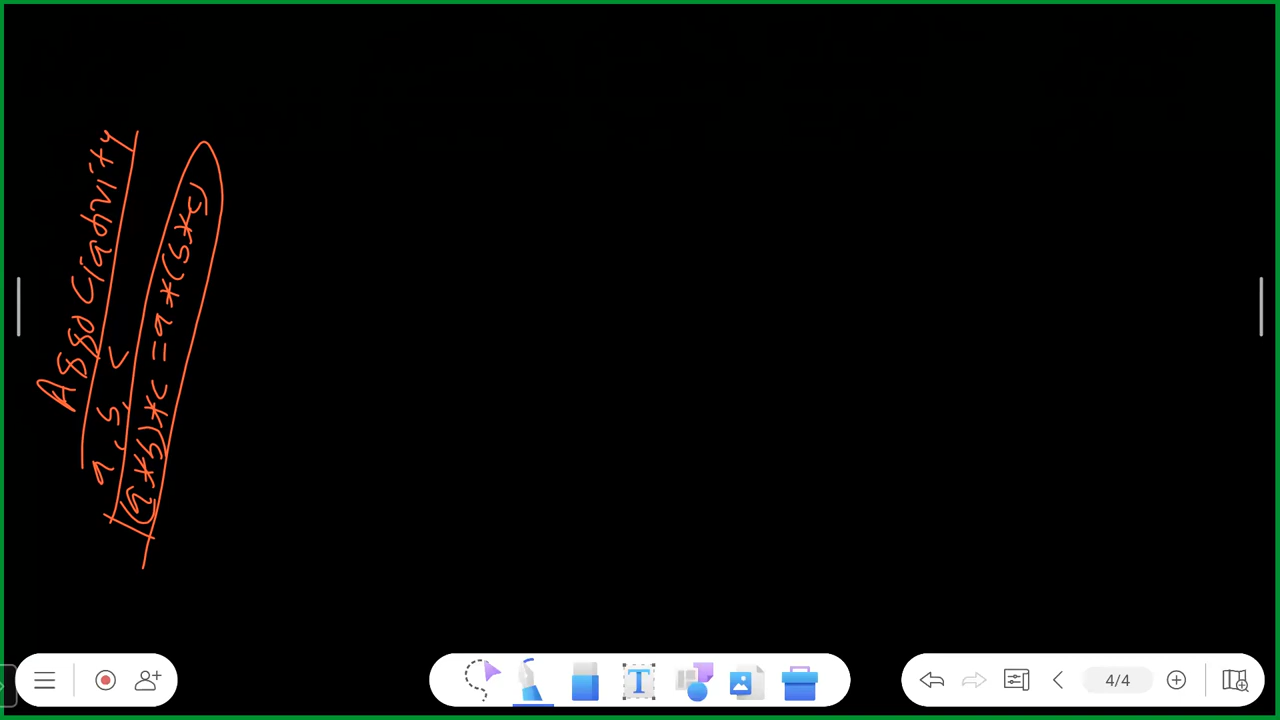 Associativity
a, b, c
(a*b)*c = a*(b*c)
4/4